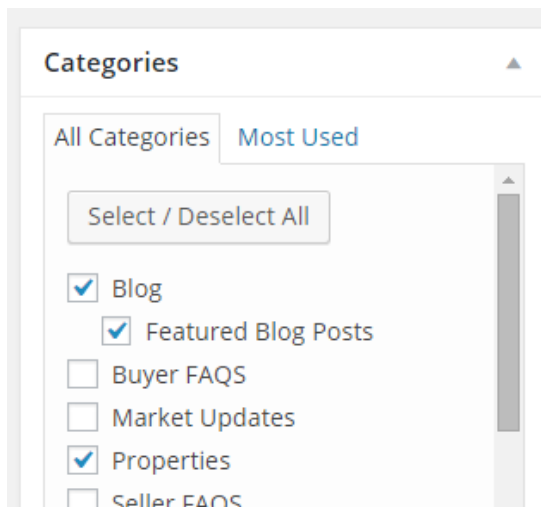 Categories
All Categories Most Used
Select / Deselect All
Blog
Featured Blog Posts
Buyer FAQS
Market Updates
Properties
Seller FAQS